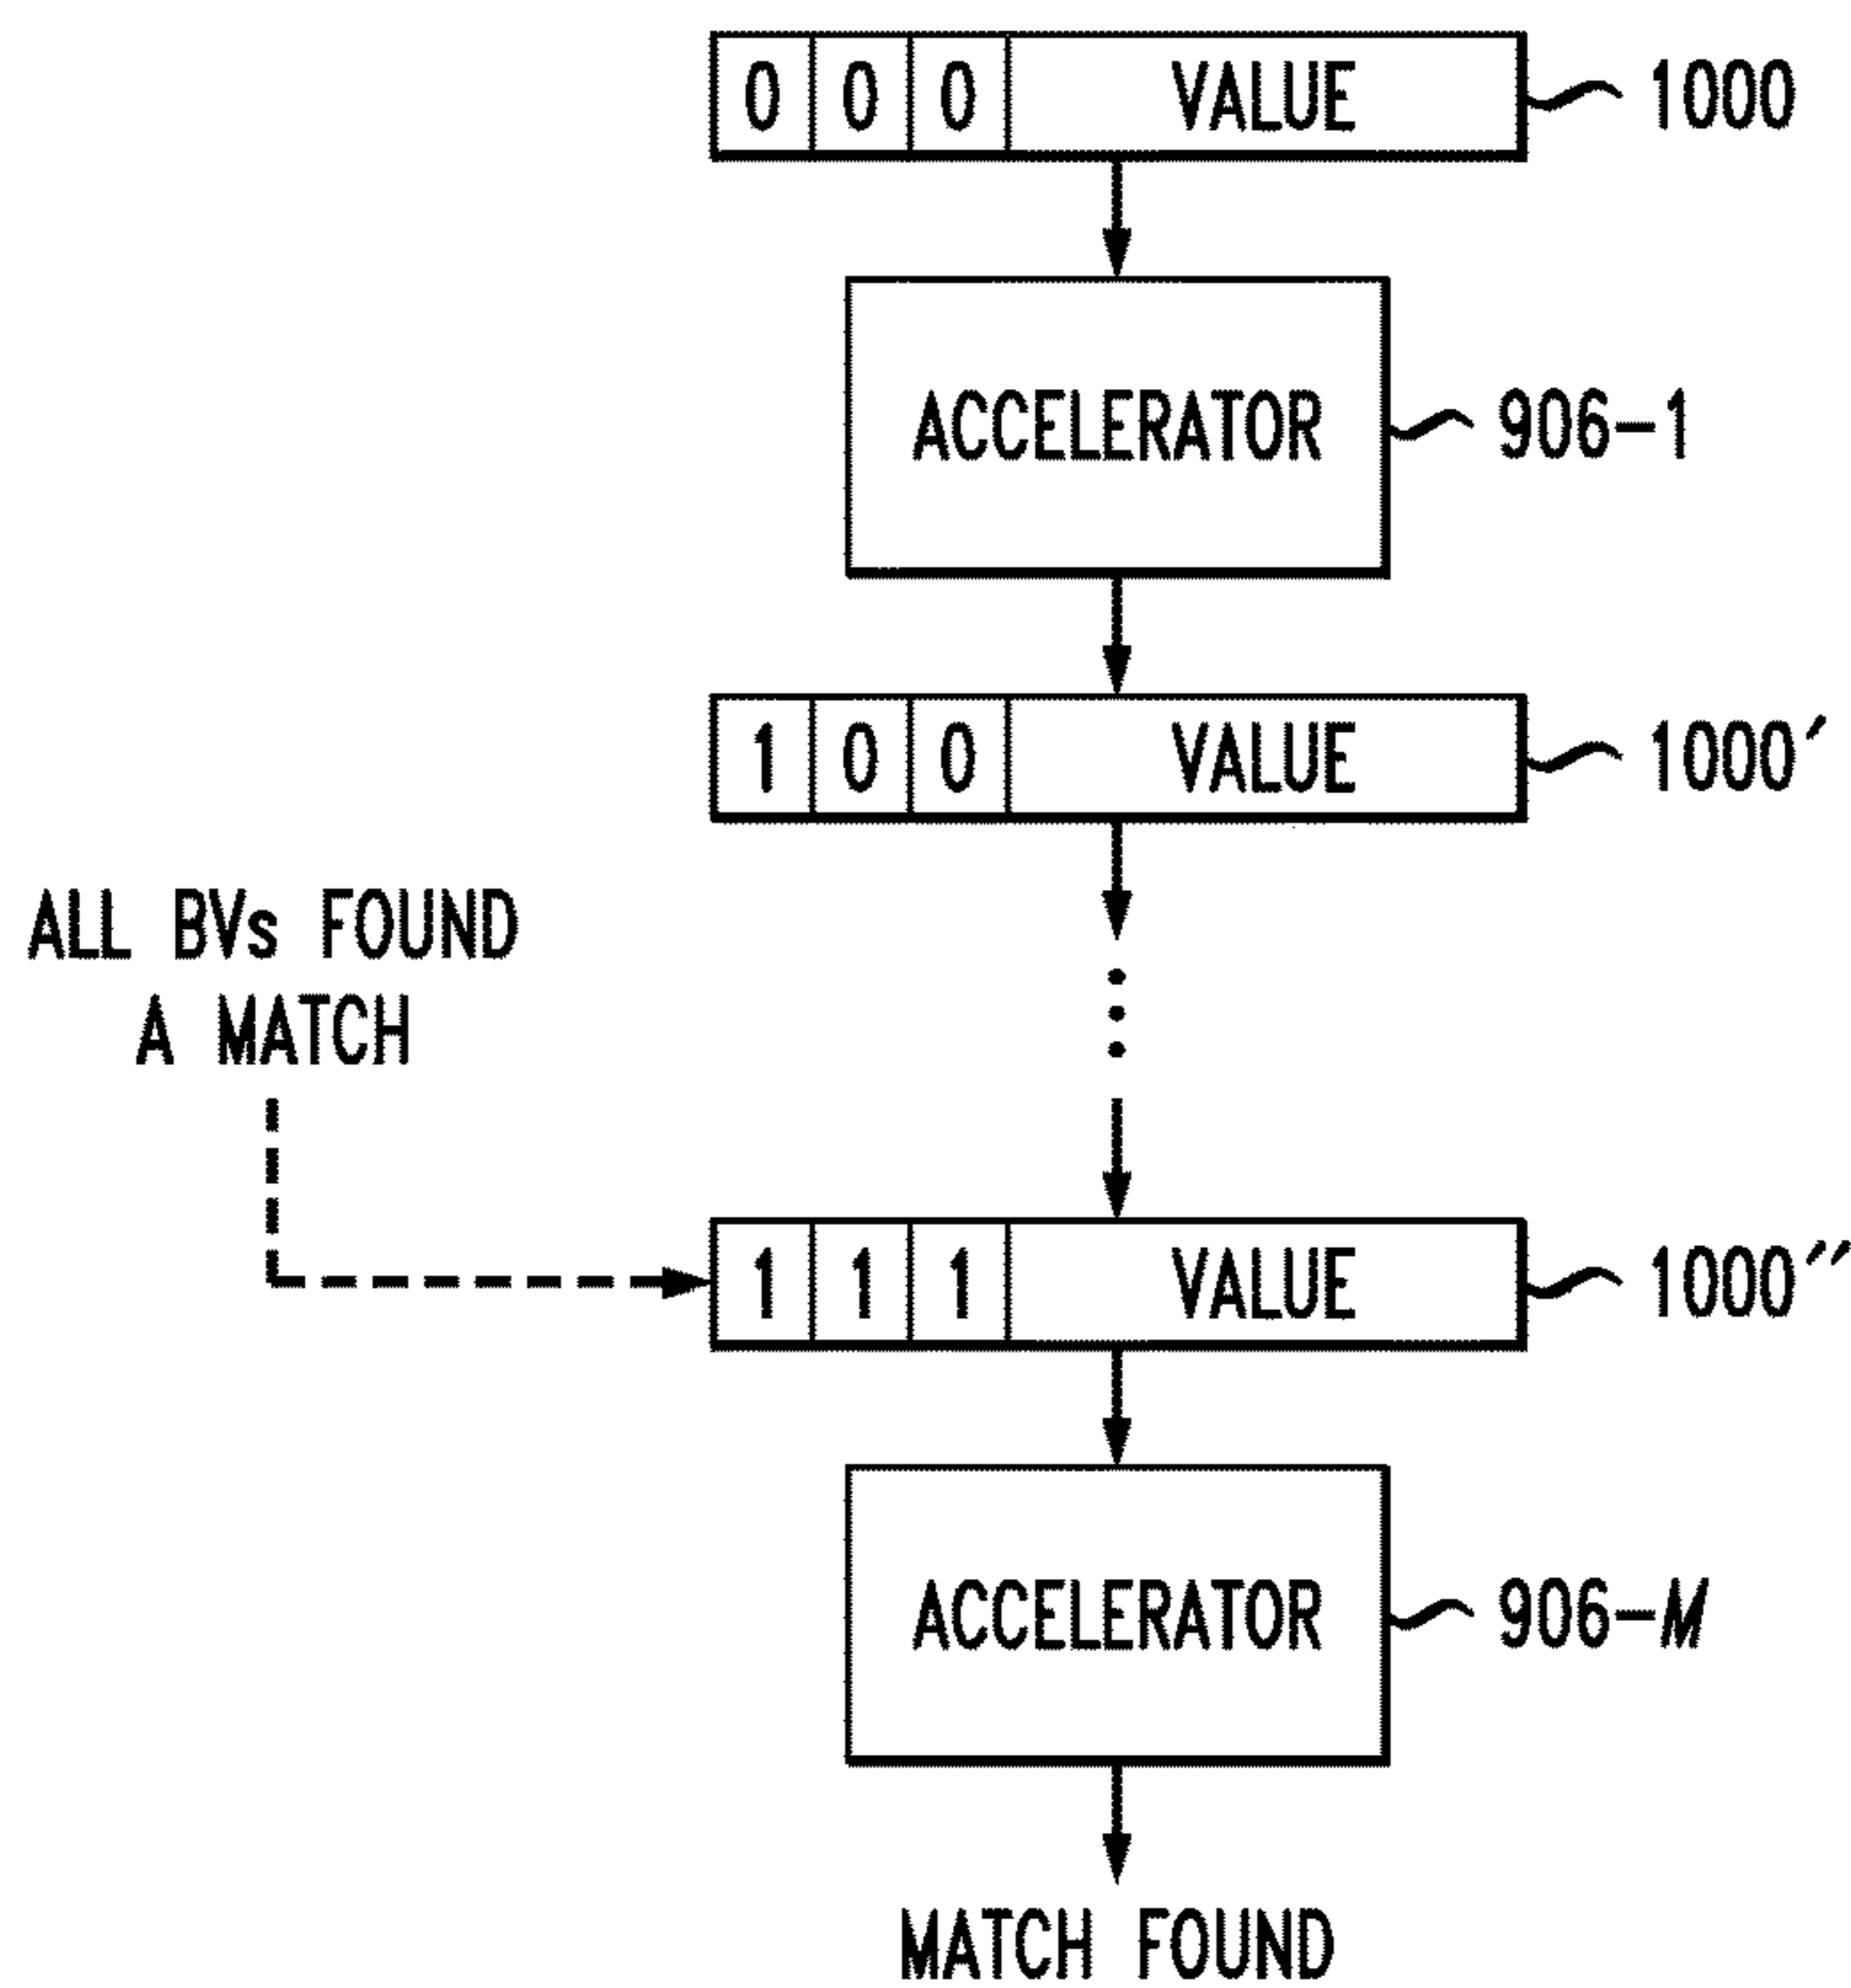 0 0 0 VALUE 1000
ACCELERATOR 906-1
1 0 0 VALUE 1000′
ALL BVs FOUND
A MATCH
1 1 1 VALUE 1000″
ACCELERATOR 906-M
MATCH FOUND